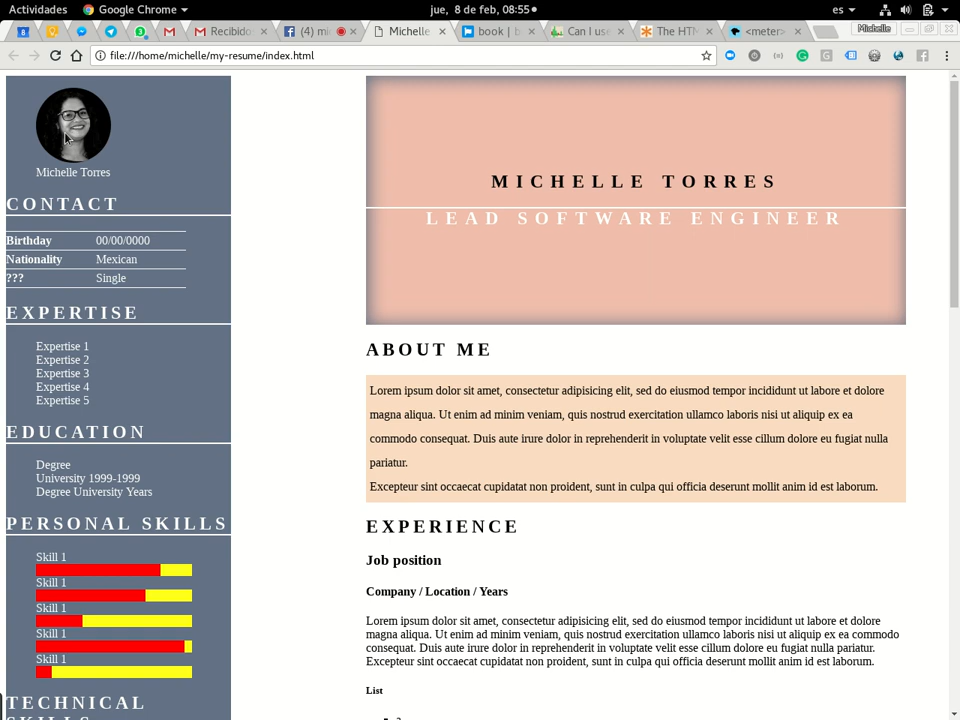 Actividades Google Chrome jue, 8 de feb, 08:55 es
8 Recibido (4) mi Michelle book | b Can I use The HTM <meter> Michelle
file:///home/michelle/my-resume/index.html
Michelle Torres
CONTACT
Birthday 00/00/0000
Nationality Mexican
??? Single
EXPERTISE
Expertise 1
Expertise 2
Expertise 3
Expertise 4
Expertise 5
EDUCATION
Degree
University 1999-1999
Degree University Years
PERSONAL SKILLS
Skill 1
Skill 1
Skill 1
Skill 1
Skill 1
TECHNICAL
SKILLS
MICHELLE TORRES
LEAD SOFTWARE ENGINEER
ABOUT ME
Lorem ipsum dolor sit amet, consectetur adipisicing elit, sed do eiusmod tempor incididunt ut labore et dolore
magna aliqua. Ut enim ad minim veniam, quis nostrud exercitation ullamco laboris nisi ut aliquip ex ea
commodo consequat. Duis aute irure dolor in reprehenderit in voluptate velit esse cillum dolore eu fugiat nulla
pariatur.
Excepteur sint occaecat cupidatat non proident, sunt in culpa qui officia deserunt mollit anim id est laborum.
EXPERIENCE
Job position
Company / Location / Years
Lorem ipsum dolor sit amet, consectetur adipisicing elit, sed do eiusmod tempor incididunt ut labore et dolore
magna aliqua. Ut enim ad minim veniam, quis nostrud exercitation ullamco laboris nisi ut aliquip ex ea commodo
consequat. Duis aute irure dolor in reprehenderit in voluptate velit esse cillum dolore eu fugiat nulla pariatur.
Excepteur sint occaecat cupidatat non proident, sunt in culpa qui officia deserunt mollit anim id est laborum.
List